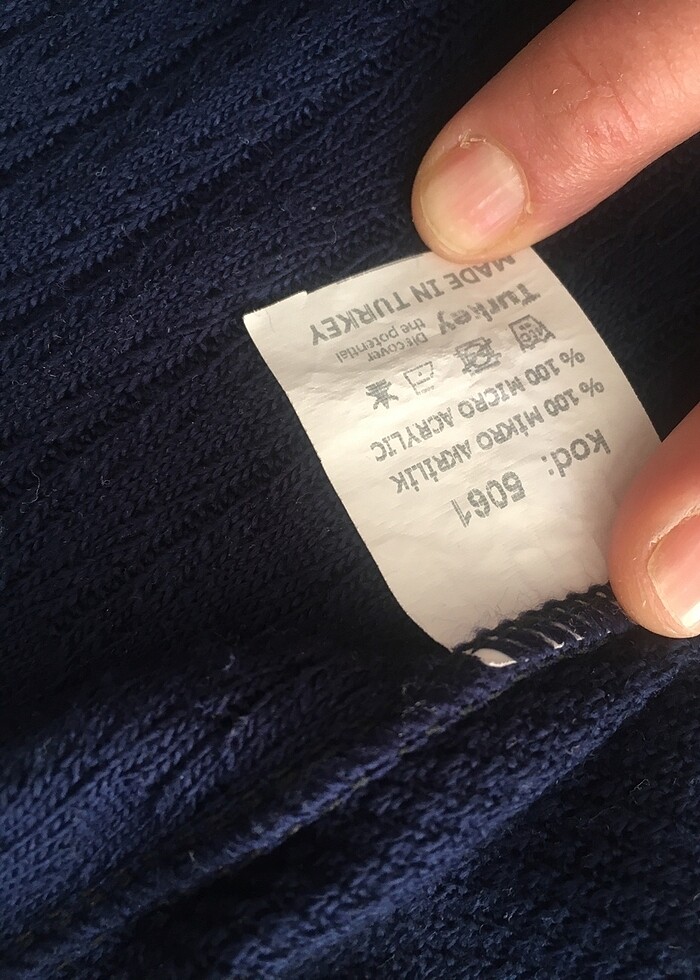 kod: 5061
% 100 MİKRO AKRİLİK
% 100 MICRO ACRYLIC
Discover
the potential
Turkey
MADE IN TURKEY